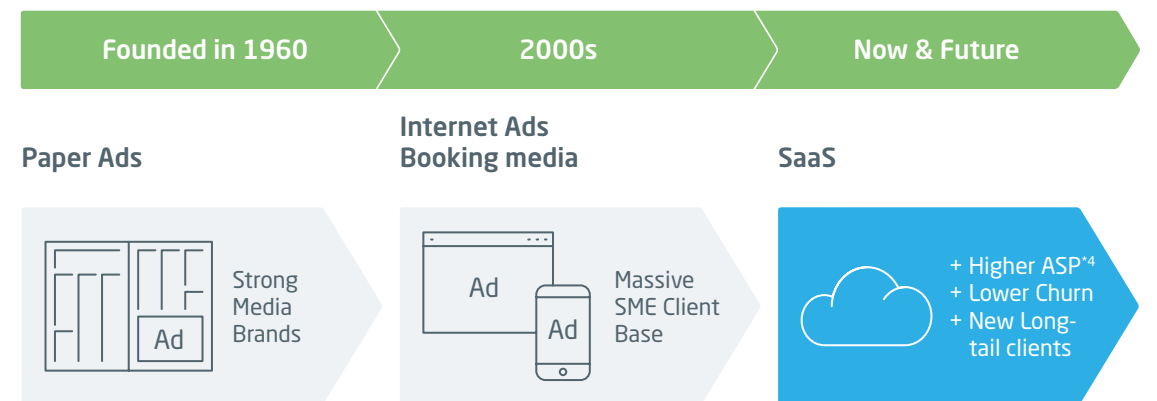 Founded in 1960
2000s
Now & Future
Paper Ads
Internet Ads
Booking media
SaaS
Ad
Strong
Media
Brands
Ad
Ad
Massive
SME Client
Base
+ Higher ASP*4
+ Lower Churn
+ New Long-
tail clients